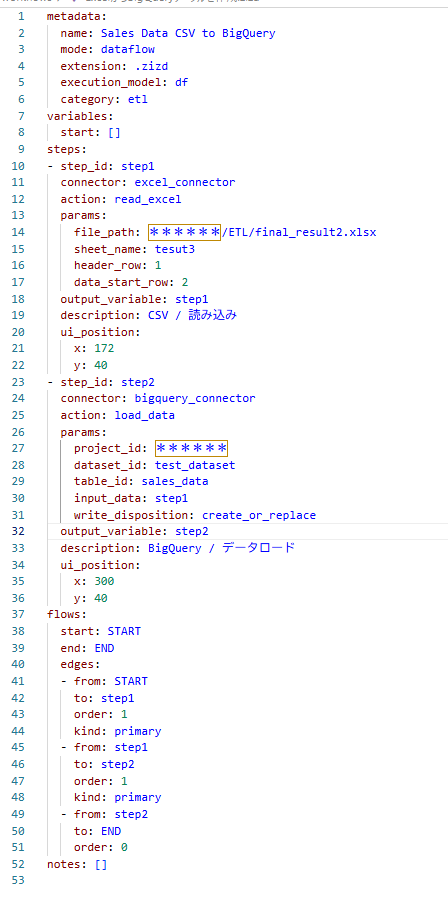 1 metadata:
2   name: Sales Data CSV to BigQuery
3   mode: dataflow
4   extension: .zizd
5   execution_model: df
6   category: etl
7 variables:
8   start: []
9 steps:
10 - step_id: step1
11   connector: excel_connector
12   action: read_excel
13   params:
14     file_path: ******/ETL/final_result2.xlsx
15     sheet_name: tesut3
16     header_row: 1
17     data_start_row: 2
18   output_variable: step1
19   description: CSV / 読み込み
20   ui_position:
21     x: 172
22     y: 40
23 - step_id: step2
24   connector: bigquery_connector
25   action: load_data
26   params:
27     project_id: ******
28     dataset_id: test_dataset
29     table_id: sales_data
30     input_data: step1
31     write_disposition: create_or_replace
32   output_variable: step2
33   description: BigQuery / データロード
34   ui_position:
35     x: 300
36     y: 40
37 flows:
38   start: START
39   end: END
40   edges:
41   - from: START
42     to: step1
43     order: 1
44     kind: primary
45   - from: step1
46     to: step2
47     order: 1
48     kind: primary
49   - from: step2
50     to: END
51     order: 0
52 notes: []
53